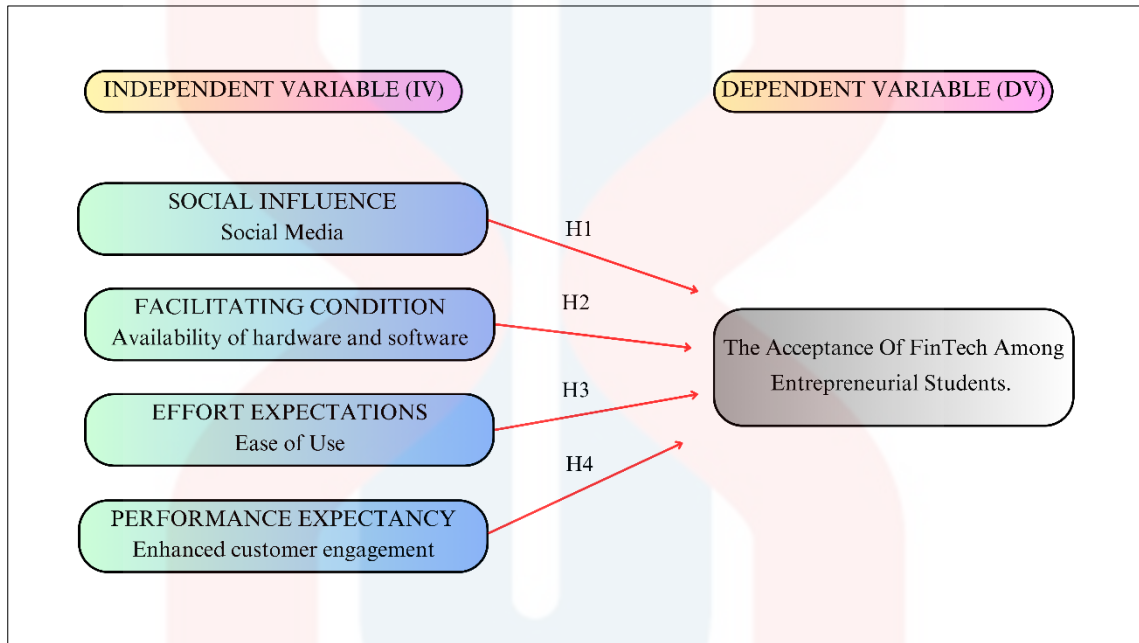 INDEPENDENT VARIABLE (IV)
DEPENDENT VARIABLE (DV)
SOCIAL INFLUENCE
Social Media
H1
FACILITATING CONDITION
Availability of hardware and software
H2
The Acceptance Of FinTech Among
Entrepreneurial Students.
EFFORT EXPECTATIONS
Ease of Use
H3
PERFORMANCE EXPECTANCY
Enhanced customer engagement
H4